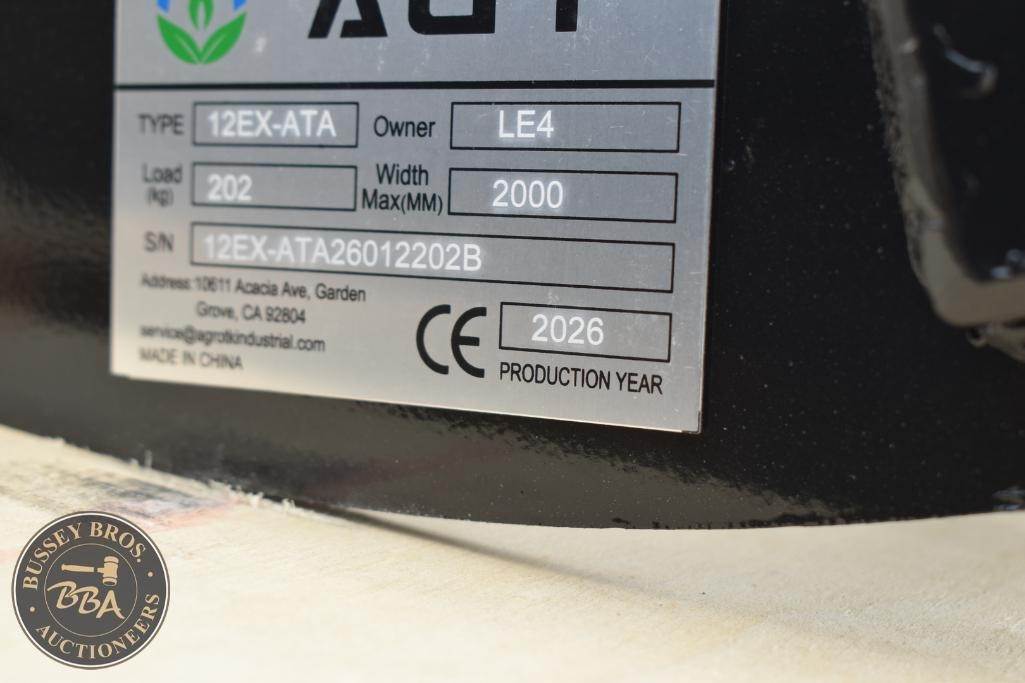 AGT
TYPE 12EX-ATA Owner LE4
Load (kg) 202 Width Max(MM) 2000
S/N 12EX-ATA26012202B
Address:10611 Acacia Ave, Garden
Grove, CA 92804
service@agrotkindustrial.com
MADE IN CHINA
CE 2026
PRODUCTION YEAR
BUSSEY BROS.
BBA
AUCTIONEERS